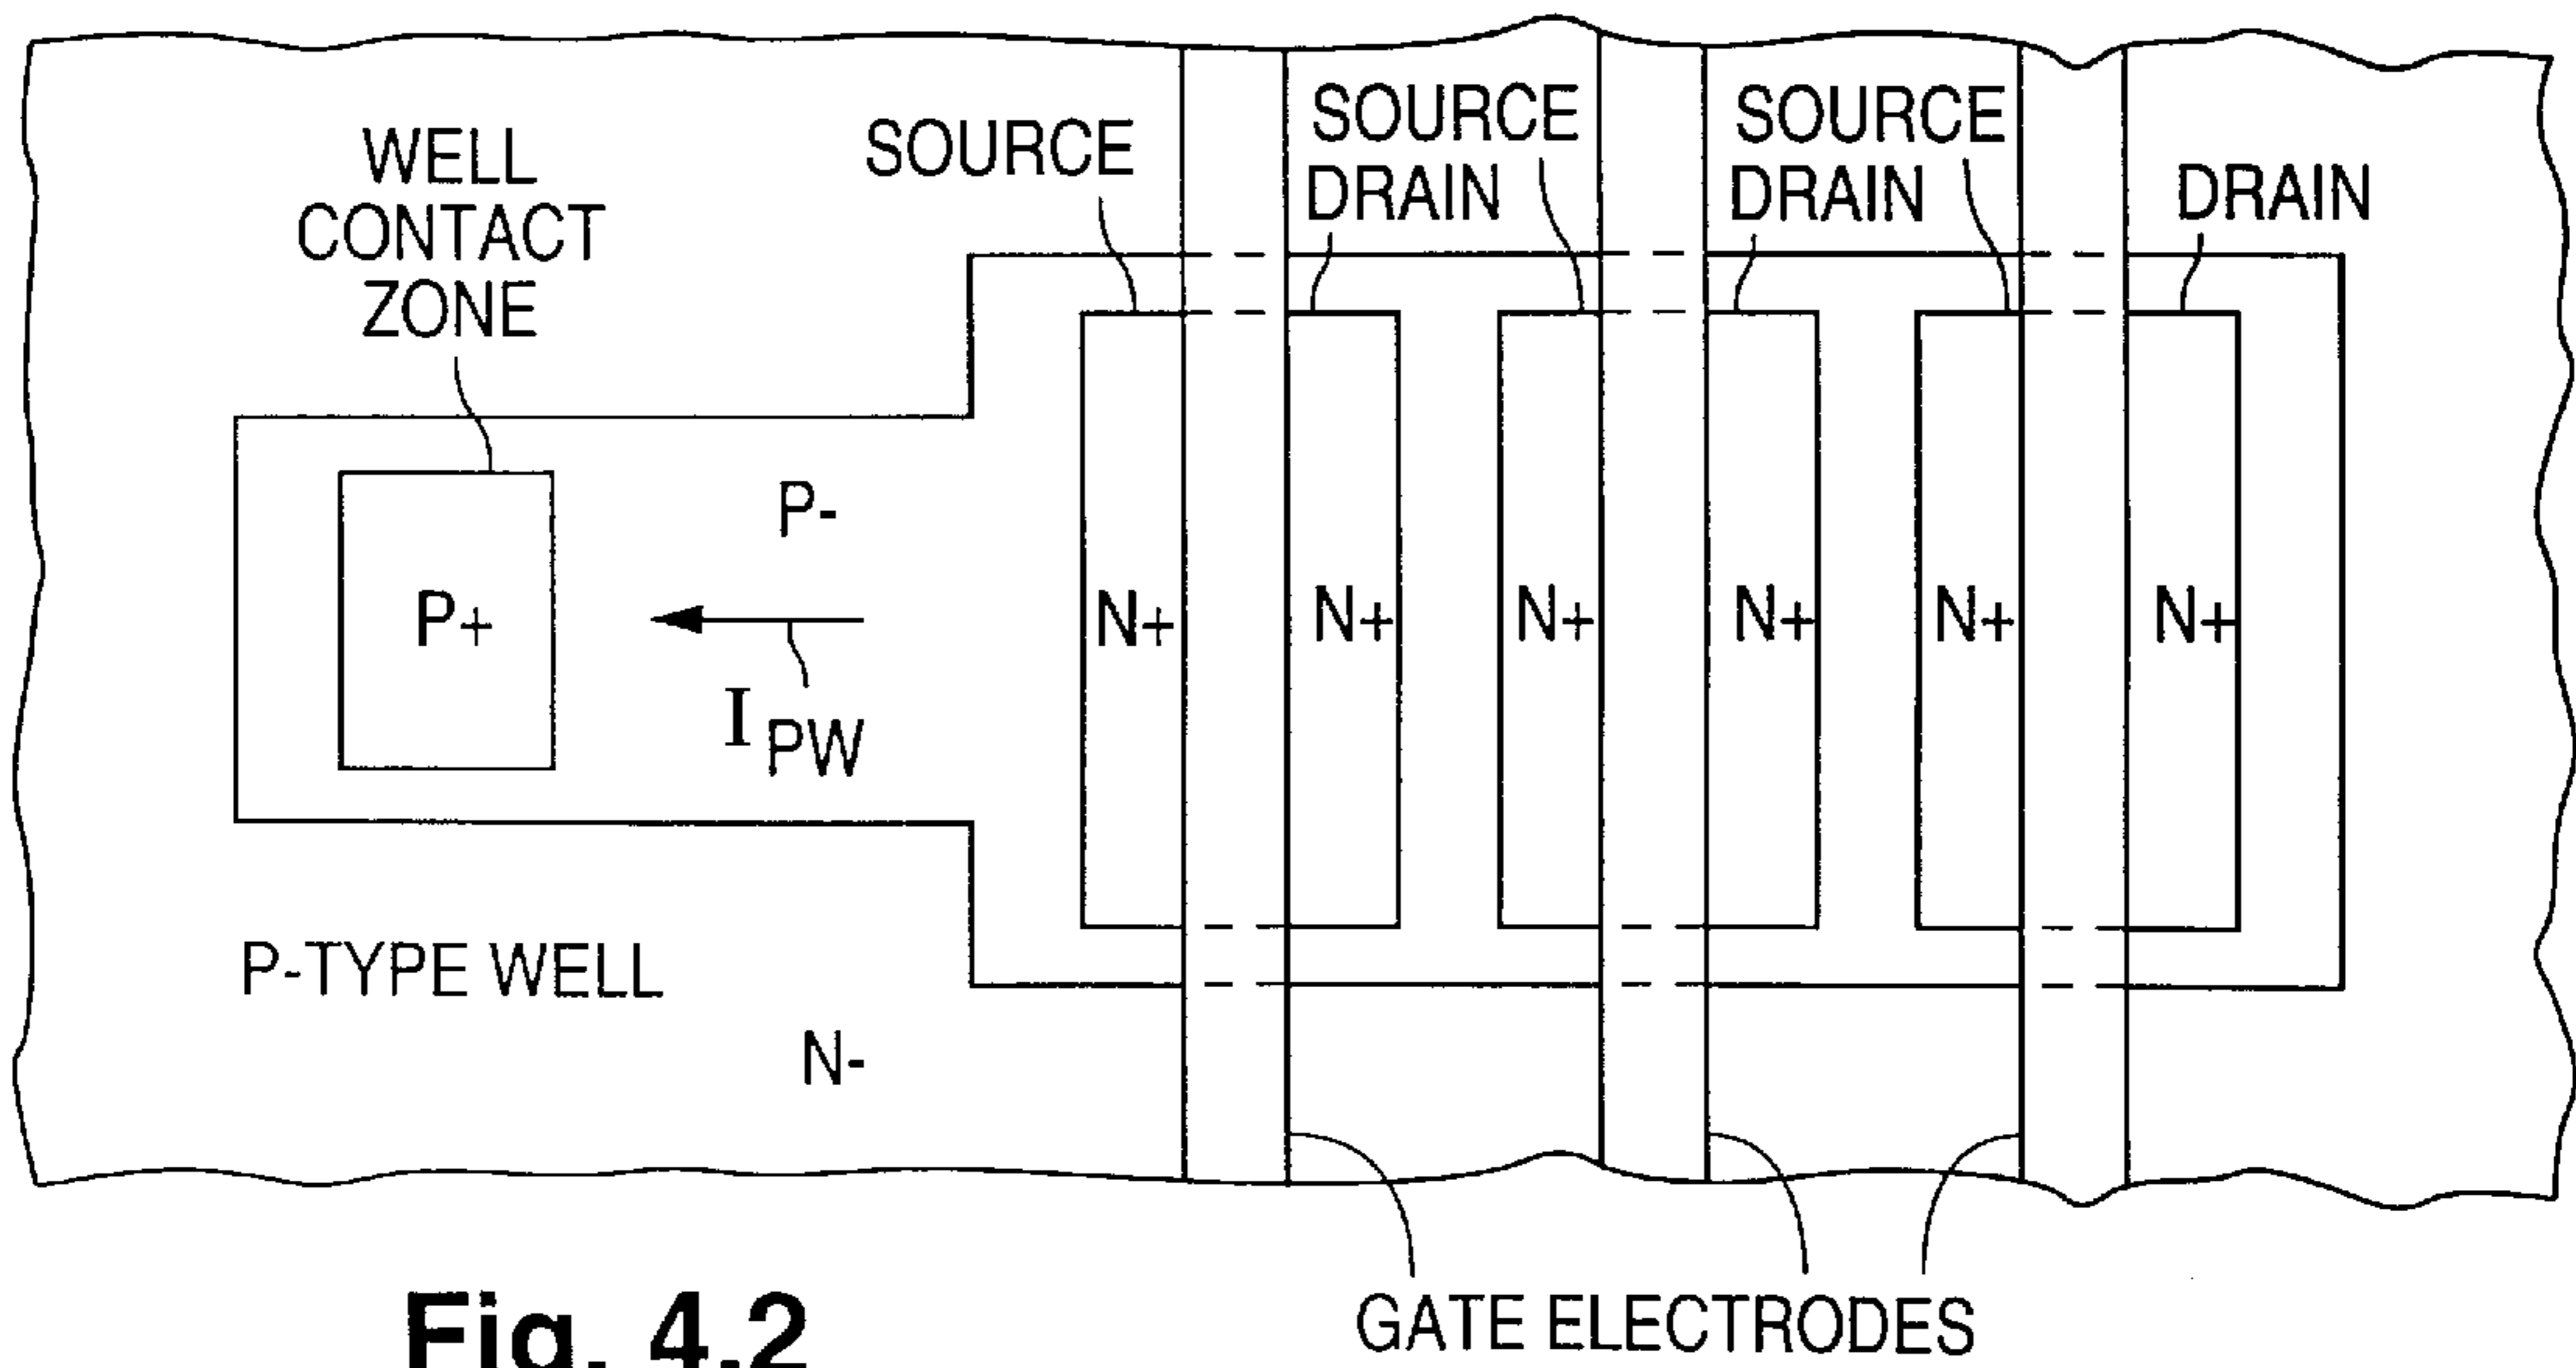 WELL
CONTACT
ZONE
SOURCE
SOURCE
DRAIN
SOURCE
DRAIN
DRAIN
P+
P-
I PW
N+
N+
N+
N+
N+
N+
P-TYPE WELL
N-
GATE ELECTRODES
Fig. 4.2